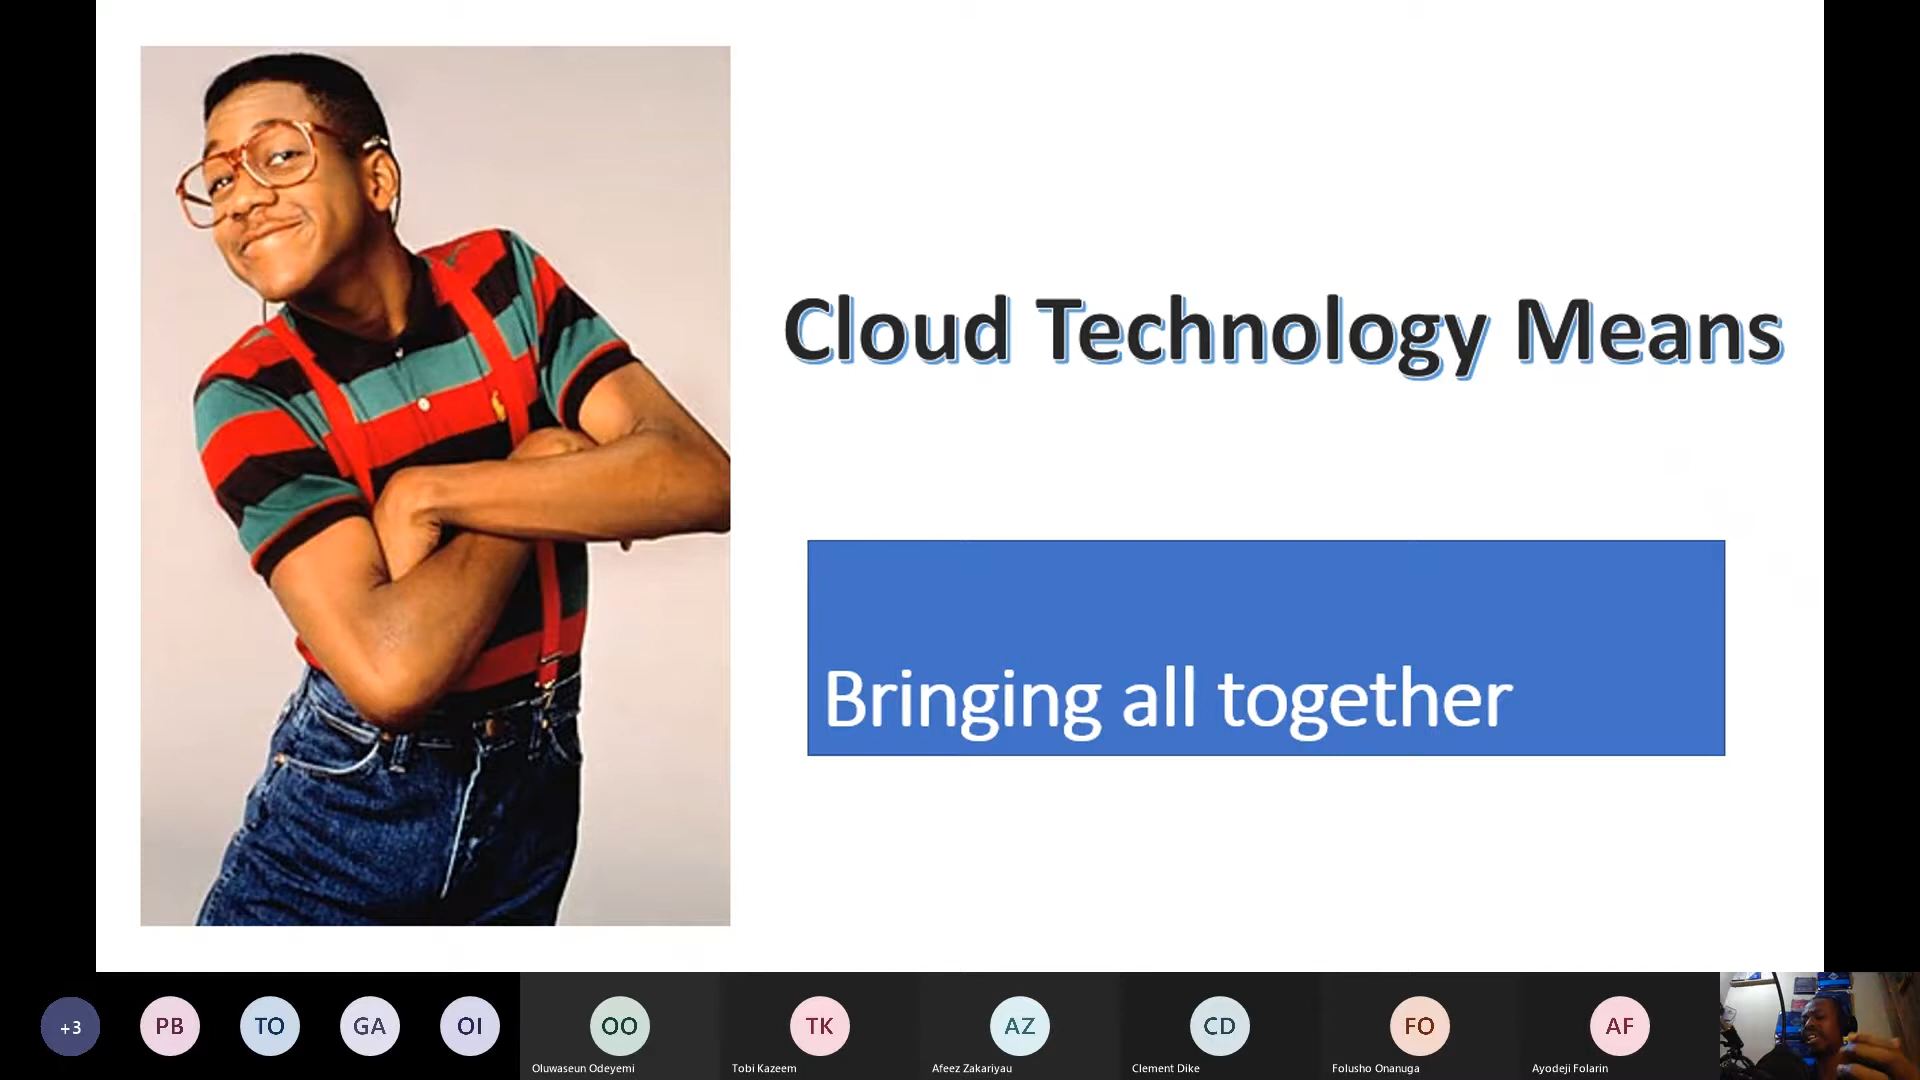 Cloud Technology Means
Bringing all together
+3
PB
TO
GA
OI
OO
TK
AZ
CD
FO
AF
Oluwaseun Odeyemi
Tobi Kazeem
Afeez Zakariyau
Clement Dike
Folusho Onanuga
Ayodeji Folarin